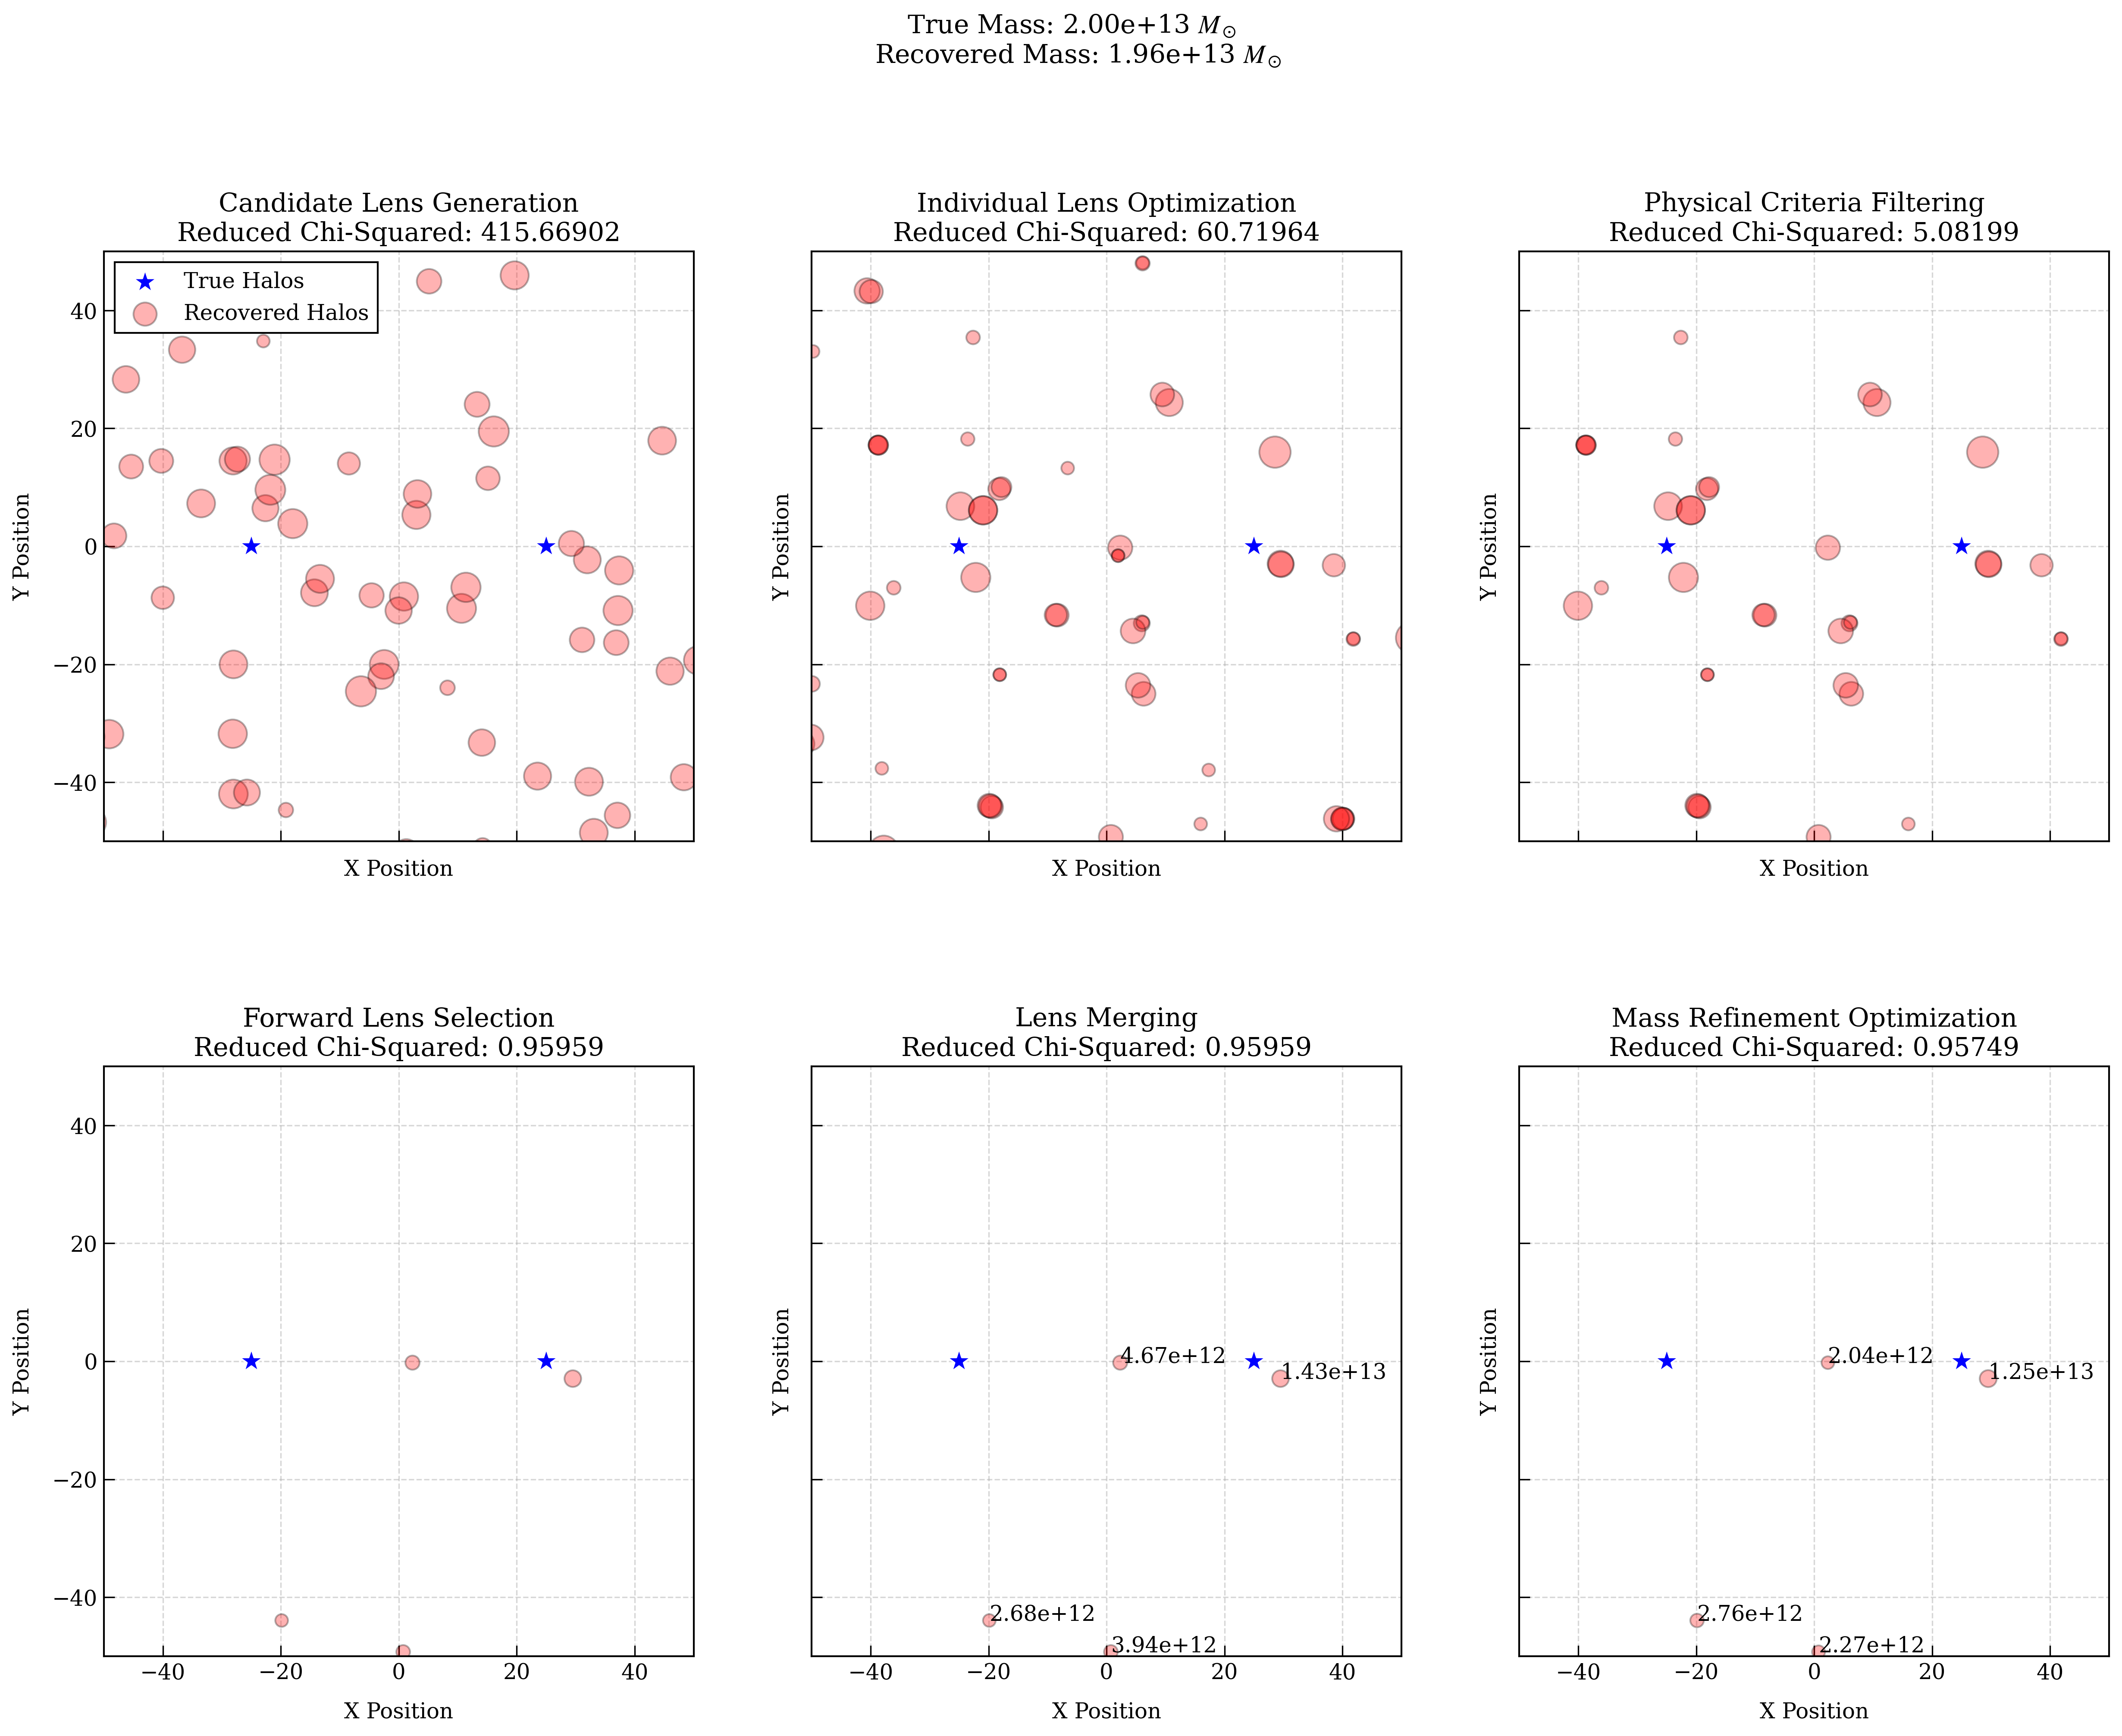 True Mass: 2.00e+13 M⊙
Recovered Mass: 1.96e+13 M⊙
Candidate Lens Generation
Reduced Chi-Squared: 415.66902
True Halos
Recovered Halos
40
20
0
−20
−40
Y Position
X Position
Individual Lens Optimization
Reduced Chi-Squared: 60.71964
Y Position
X Position
Physical Criteria Filtering
Reduced Chi-Squared: 5.08199
Y Position
X Position
Forward Lens Selection
Reduced Chi-Squared: 0.95959
40
20
0
−20
−40
Y Position
−40 −20 0 20 40
X Position
Lens Merging
Reduced Chi-Squared: 0.95959
4.67e+12
1.43e+13
2.68e+12
3.94e+12
Y Position
−40 −20 0 20 40
X Position
Mass Refinement Optimization
Reduced Chi-Squared: 0.95749
2.04e+12
1.25e+13
2.76e+12
2.27e+12
Y Position
−40 −20 0 20 40
X Position